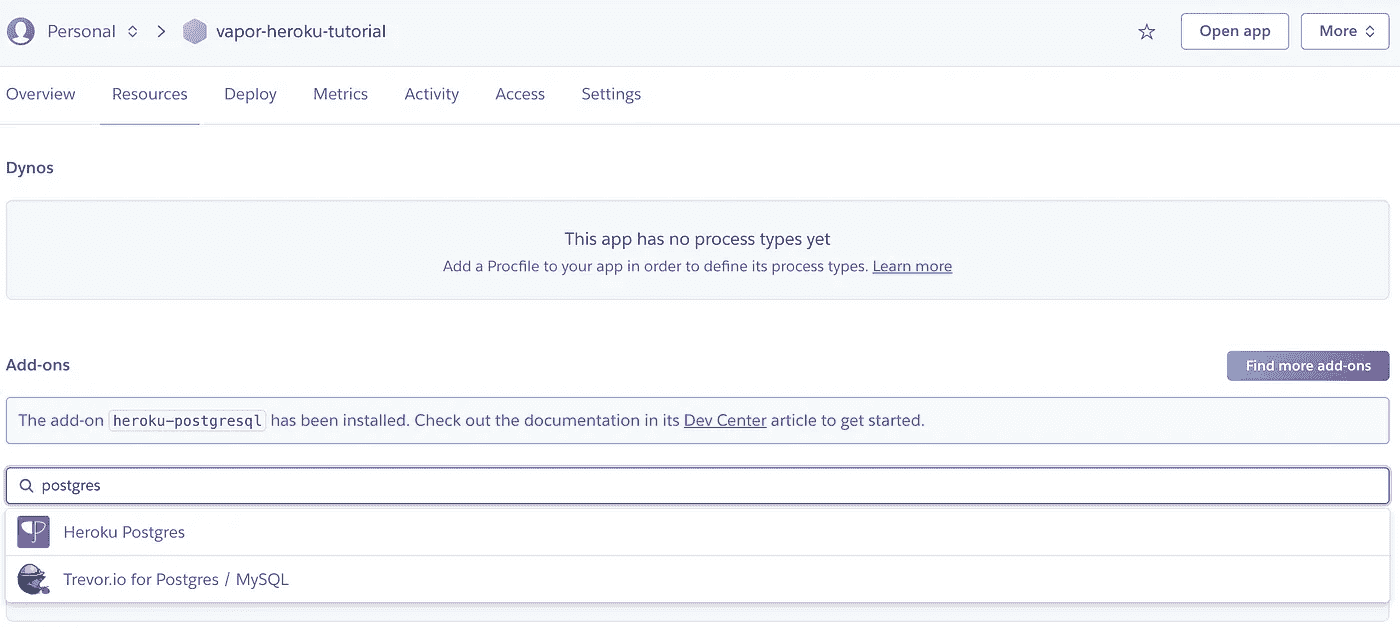 Personal vapor-heroku-tutorial Open app More
Overview Resources Deploy Metrics Activity Access Settings
Dynos
This app has no process types yet
Add a Procfile to your app in order to define its process types. Learn more
Add-ons Find more add-ons
The add-on heroku-postgresql has been installed. Check out the documentation in its Dev Center article to get started.
postgres
Heroku Postgres
Trevor.io for Postgres / MySQL